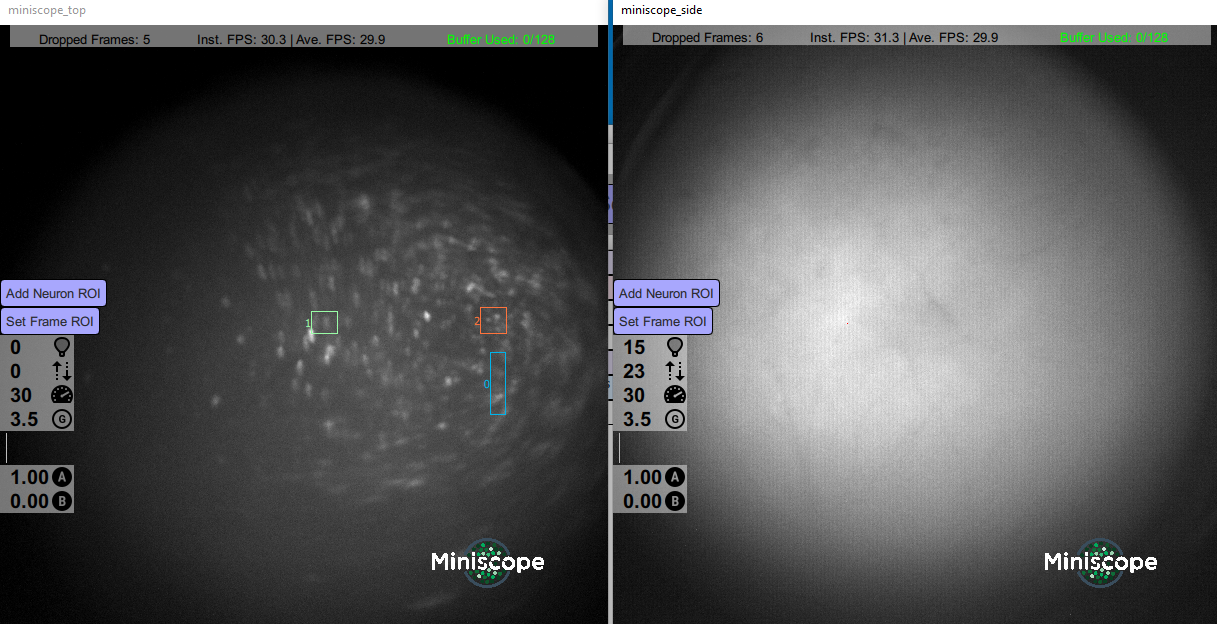 miniscope_top
Dropped Frames: 5 Inst. FPS: 30.3 | Ave. FPS: 29.9 Buffer Used: 0/128
1
2
0
Add Neuron ROI
Set Frame ROI
0
0
30
3.5 G
1.00 A
0.00 B
Miniscope
miniscope_side
Dropped Frames: 6 Inst. FPS: 31.3 | Ave. FPS: 29.9 Buffer Used: 0/128
Add Neuron ROI
Set Frame ROI
15
23
30
3.5 G
1.00 A
0.00 B
Miniscope